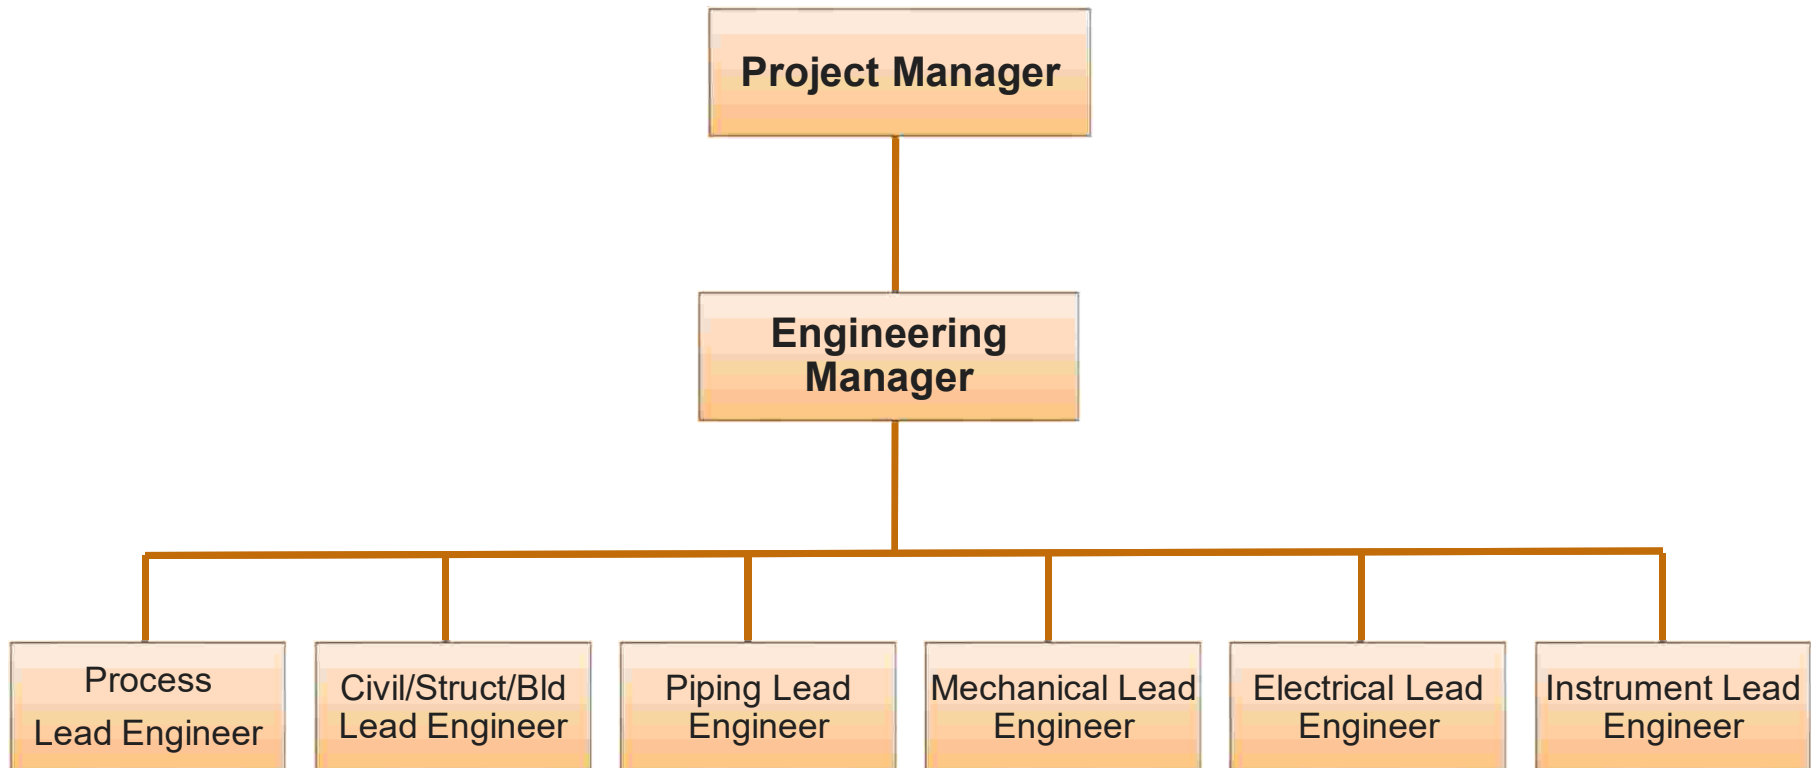 Project Manager
Engineering
Manager
Process
Lead Engineer
Civil/Struct/Bld
Lead Engineer
Piping Lead
Engineer
Mechanical Lead
Engineer
Electrical Lead
Engineer
Instrument Lead
Engineer